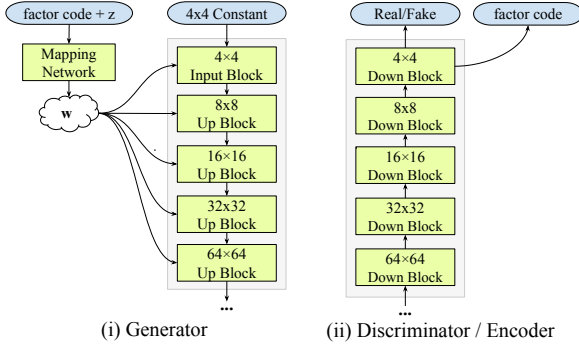 factor code + z
Mapping
Network
w
4x4 Constant
4×4
Input Block
8x8
Up Block
16×16
Up Block
32x32
Up Block
64×64
Up Block
...
(i) Generator
Real/Fake
factor code
4×4
Down Block
8x8
Down Block
16×16
Down Block
32x32
Down Block
64×64
Down Block
...
(ii) Discriminator / Encoder